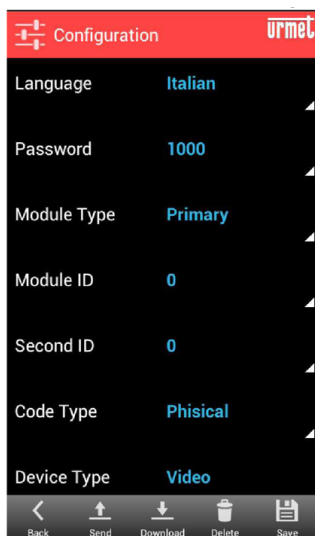 Configuration urmet
Language Italian
Password 1000
Module Type Primary
Module ID 0
Second ID 0
Code Type Phisical
Device Type Video
Back Send Download Delete Save